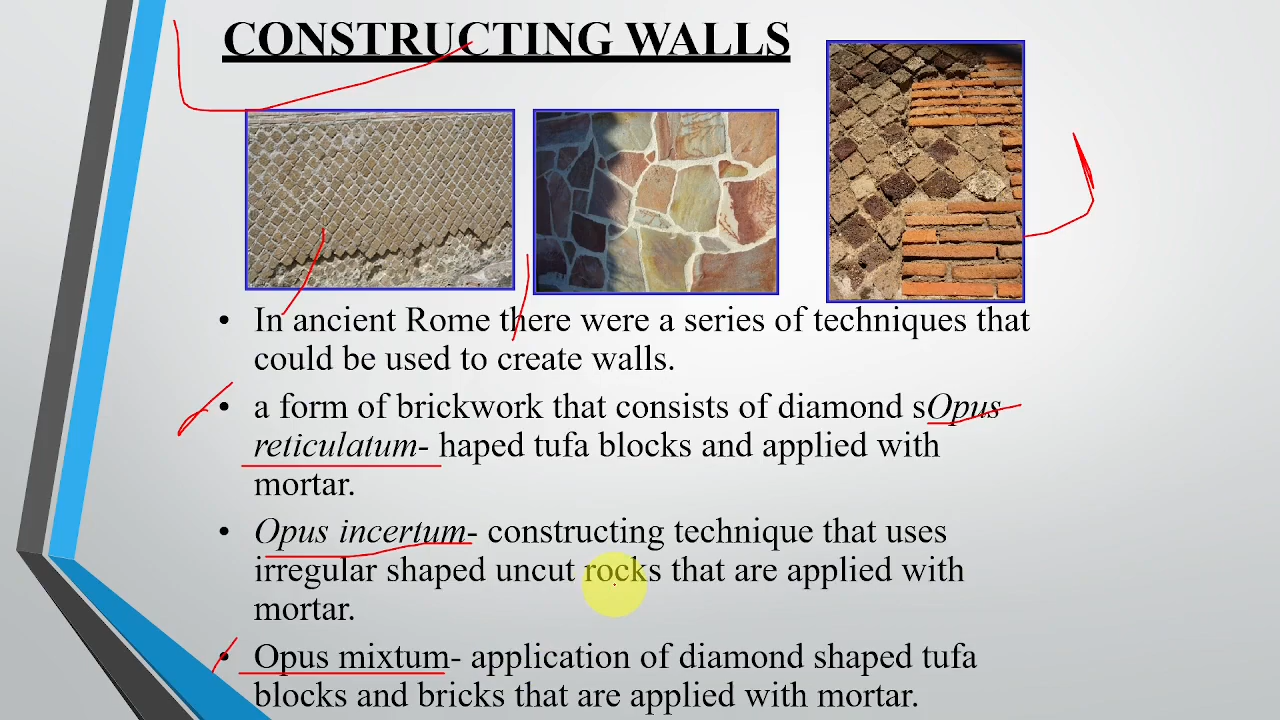 CONSTRUCTING WALLS
• In ancient Rome there were a series of techniques that
could be used to create walls.
• a form of brickwork that consists of diamond sOpus
reticulatum- haped tufa blocks and applied with
mortar.
• Opus incertum- constructing technique that uses
irregular shaped uncut rocks that are applied with
mortar.
• Opus mixtum- application of diamond shaped tufa
blocks and bricks that are applied with mortar.